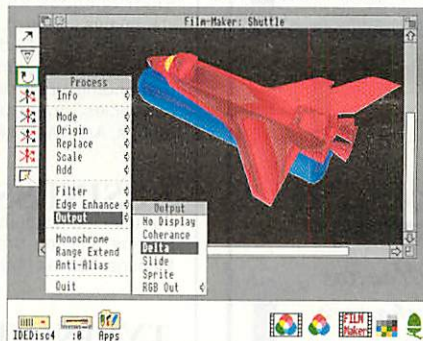 Film-Maker: Shuttle
Process
Info
Mode
Origin
Replace
Scale
Add
Filter
Edge Enhance
Output
Monochrome
Range Extend
Anti-Alias
Quit
Output
No Display
Coherance
Delta
Slide
Sprite
RGB Out
IDEDisc4 :0 Apps
FILM Maker